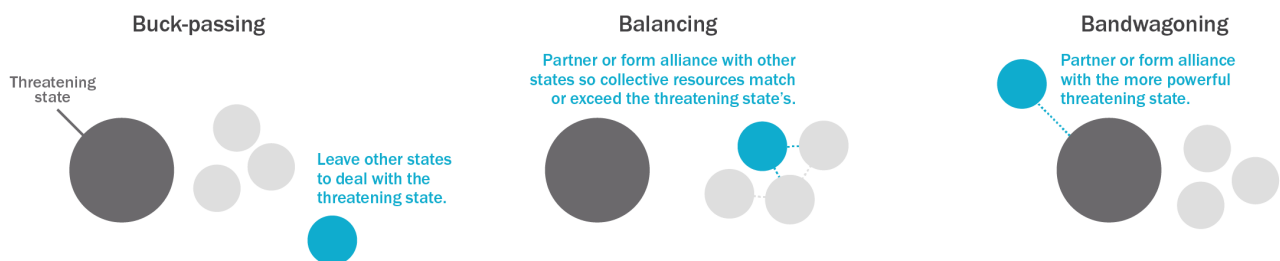 Buck-passing
Threatening
state
Leave other states
to deal with the
threatening state.
Balancing
Partner or form alliance with other
states so collective resources match
or exceed the threatening state's.
Bandwagoning
Partner or form alliance
with the more powerful
threatening state.